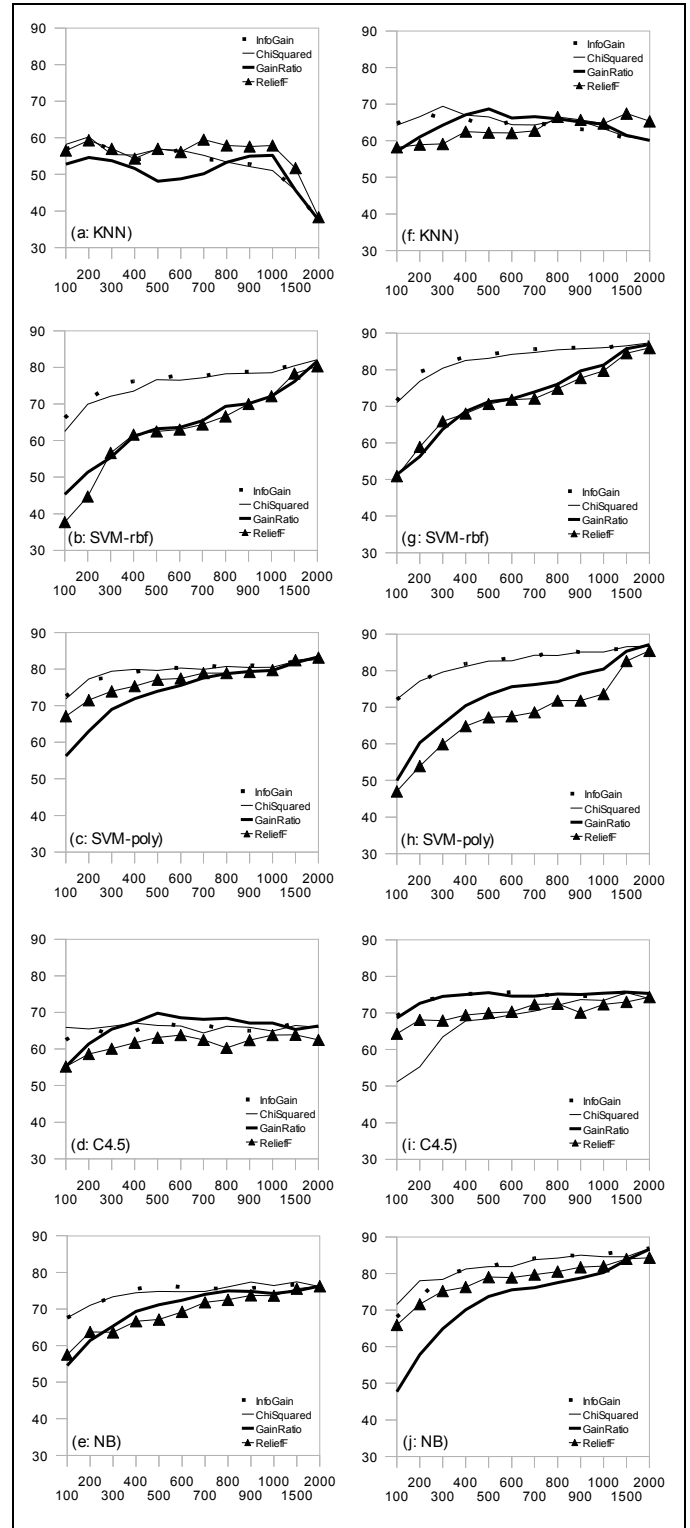 90
80
70
60
50
40
30
InfoGain
ChiSquared
GainRatio
ReliefF
(a: KNN)
200 400 600 800 1000 2000
100 300 500 700 900 1500
90
80
70
60
50
40
30
InfoGain
ChiSquared
GainRatio
ReliefF
(f: KNN)
200 400 600 800 1000 2000
100 300 500 700 900 1500
90
80
70
60
50
40
30
InfoGain
ChiSquared
GainRatio
ReliefF
(b: SVM-rbf)
200 400 600 800 1000 2000
100 300 500 700 900 1500
90
80
70
60
50
40
30
InfoGain
ChiSquared
GainRatio
ReliefF
(g: SVM-rbf)
200 400 600 800 1000 2000
100 300 500 700 900 1500
90
80
70
60
50
40
30
InfoGain
ChiSquared
GainRatio
ReliefF
(c: SVM-poly)
200 400 600 800 1000 2000
100 300 500 700 900 1500
90
80
70
60
50
40
30
InfoGain
ChiSquared
GainRatio
ReliefF
(h: SVM-poly)
200 400 600 800 1000 2000
100 300 500 700 900 1500
90
80
70
60
50
40
30
InfoGain
ChiSquared
GainRatio
ReliefF
(d: C4.5)
200 400 600 800 1000 2000
100 300 500 700 900 1500
90
80
70
60
50
40
30
InfoGain
ChiSquared
GainRatio
ReliefF
(i: C4.5)
200 400 600 800 1000 2000
100 300 500 700 900 1500
90
80
70
60
50
40
30
InfoGain
ChiSquared
GainRatio
ReliefF
(e: NB)
200 400 600 800 1000 2000
100 300 500 700 900 1500
90
80
70
60
50
40
30
InfoGain
ChiSquared
GainRatio
ReliefF
(j: NB)
200 400 600 800 1000 2000
100 300 500 700 900 1500